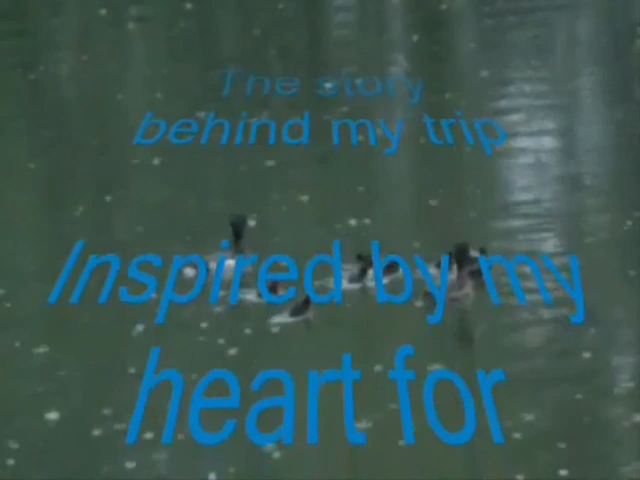 The story
behind my trip
Inspired by my
heart for